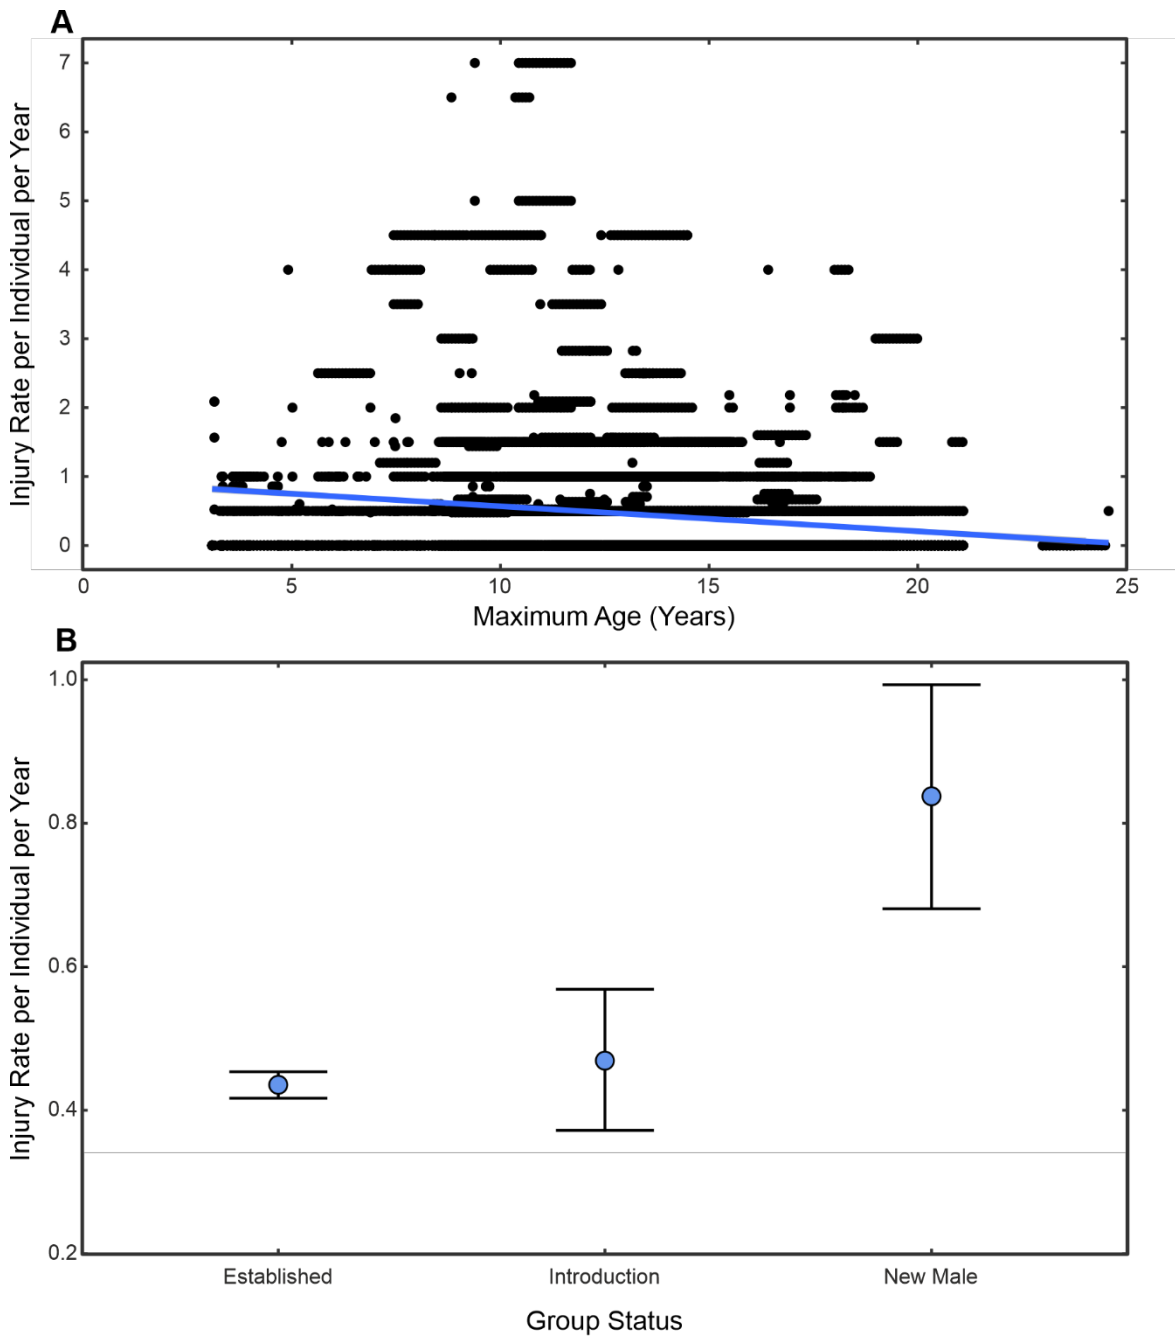 A
Injury Rate per Individual per Year
7
6
5
4
3
2
1
0
0 5 10 15 20 25
Maximum Age (Years)
B
Injury Rate per Individual per Year
1.0
0.8
0.6
0.4
0.2
Established Introduction New Male
Group Status